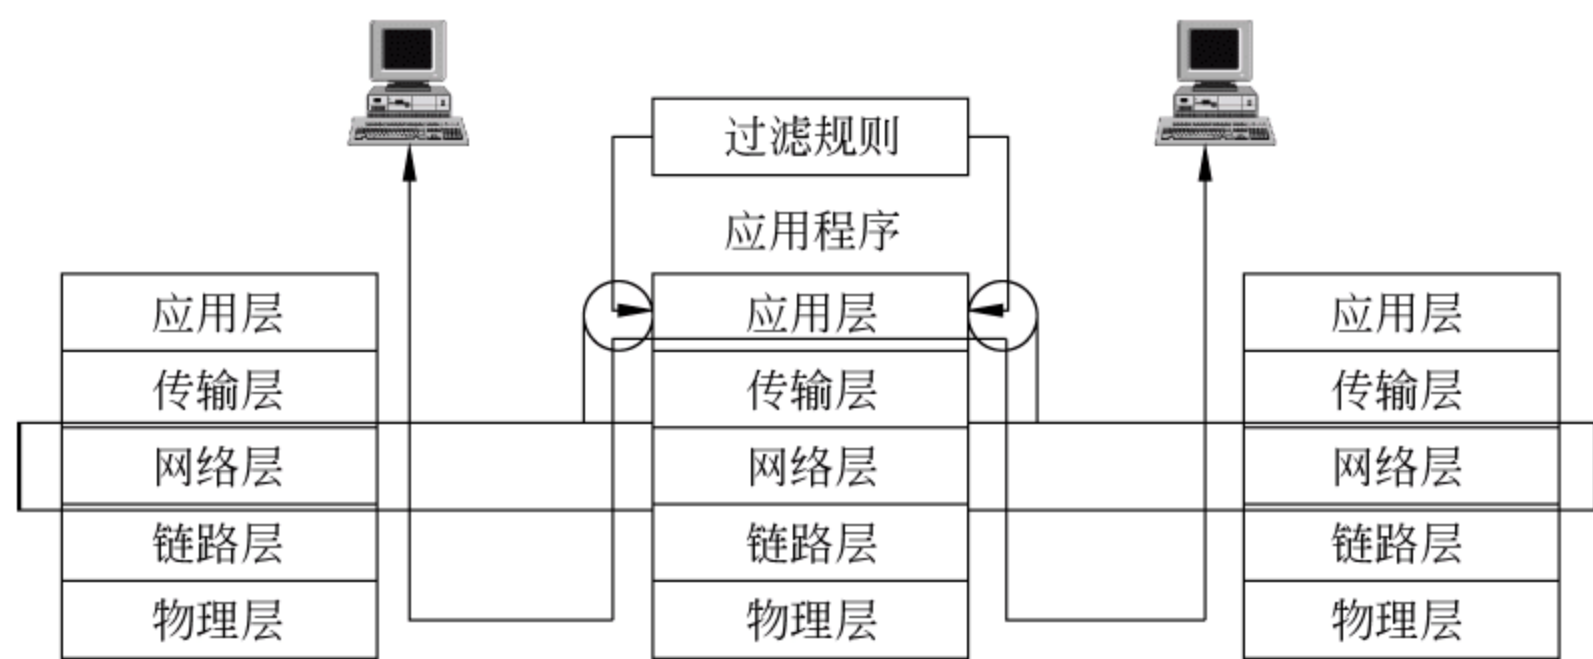 过滤规则
应用程序
应用层
应用层
应用层
传输层
传输层
传输层
网络层
网络层
网络层
链路层
链路层
链路层
物理层
物理层
物理层